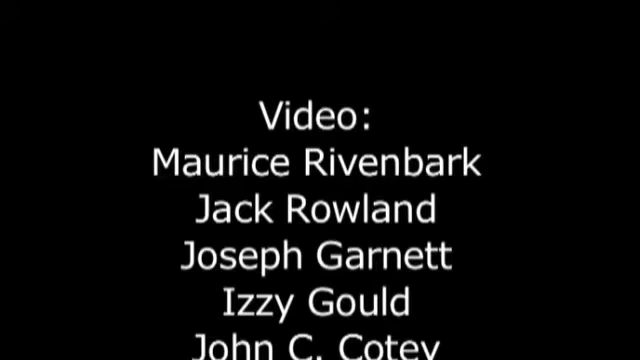 Video:
Maurice Rivenbark
Jack Rowland
Joseph Garnett
Izzy Gould
John C. Cotey